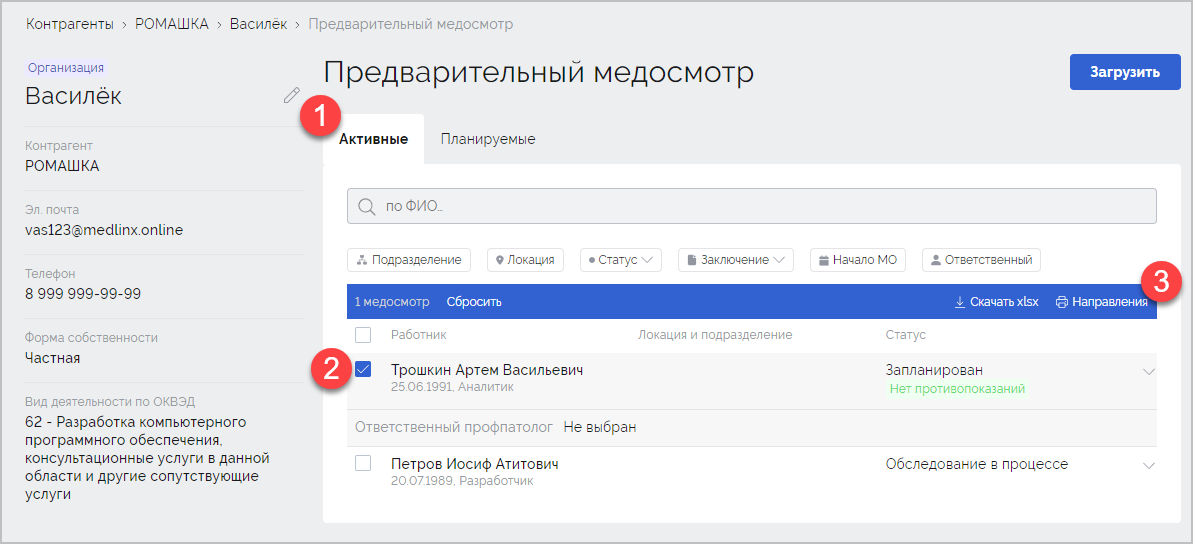 Контрагенты › РОМАШКА › Василёк › Предварительный медосмотр
Организация
Василёк
Контрагент
РОМАШКА
Эл. почта
vas123@medlinx.online
Телефон
8 999 999-99-99
Форма собственности
Частная
Вид деятельности по ОКВЭД
62 - Разработка компьютерного
программного обеспечения,
консультационные услуги в данной
области и другие сопутствующие
услуги
Предварительный медосмотр
Загрузить
1
Активные Планируемые
по ФИО...
Подразделение Локация Статус Заключение Начало МО Ответственный
3
1 медосмотр Сбросить Скачать xlsx Направления
Работник Локация и подразделение Статус
2
Трошкин Артем Васильевич Запланирован
25.06.1991, Аналитик Нет противопоказаний
Ответственный профпатолог Не выбран
Петров Иосиф Атитович Обследование в процессе
20.07.1989, Разработчик